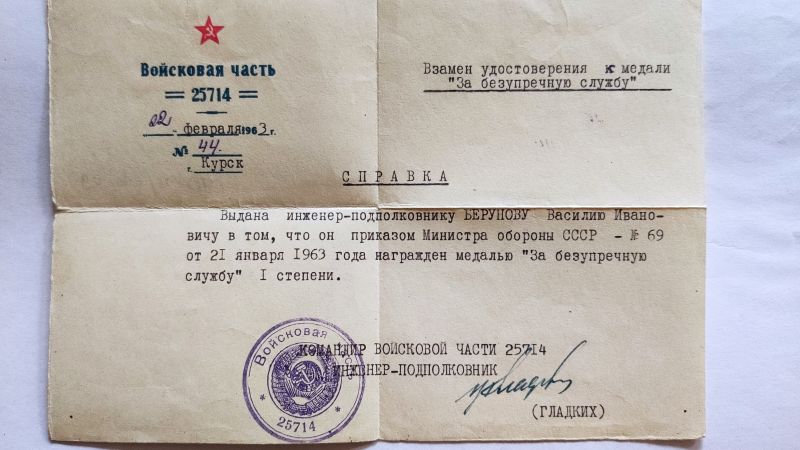 Войсковая часть
= 25714 =
22 - февраля 1963 г.
№ 44
г. Курск
Взамен удостоверения к медали
"За безупречную службу"
СПРАВКА
Выдана инженер-подполковнику БЕРУНОВУ Василию Ивано-
вичу в том, что он приказом Министра обороны СССР - № 69
от 21 января 1963 года награжден медалью "За безупречную
службу" I степени.
КОМАНДИР ВОЙСКОВОЙ ЧАСТИ 25714
ИНЖЕНЕР-ПОДПОЛКОВНИК
(ГЛАДКИХ)
Войсковая часть
* 25714 *